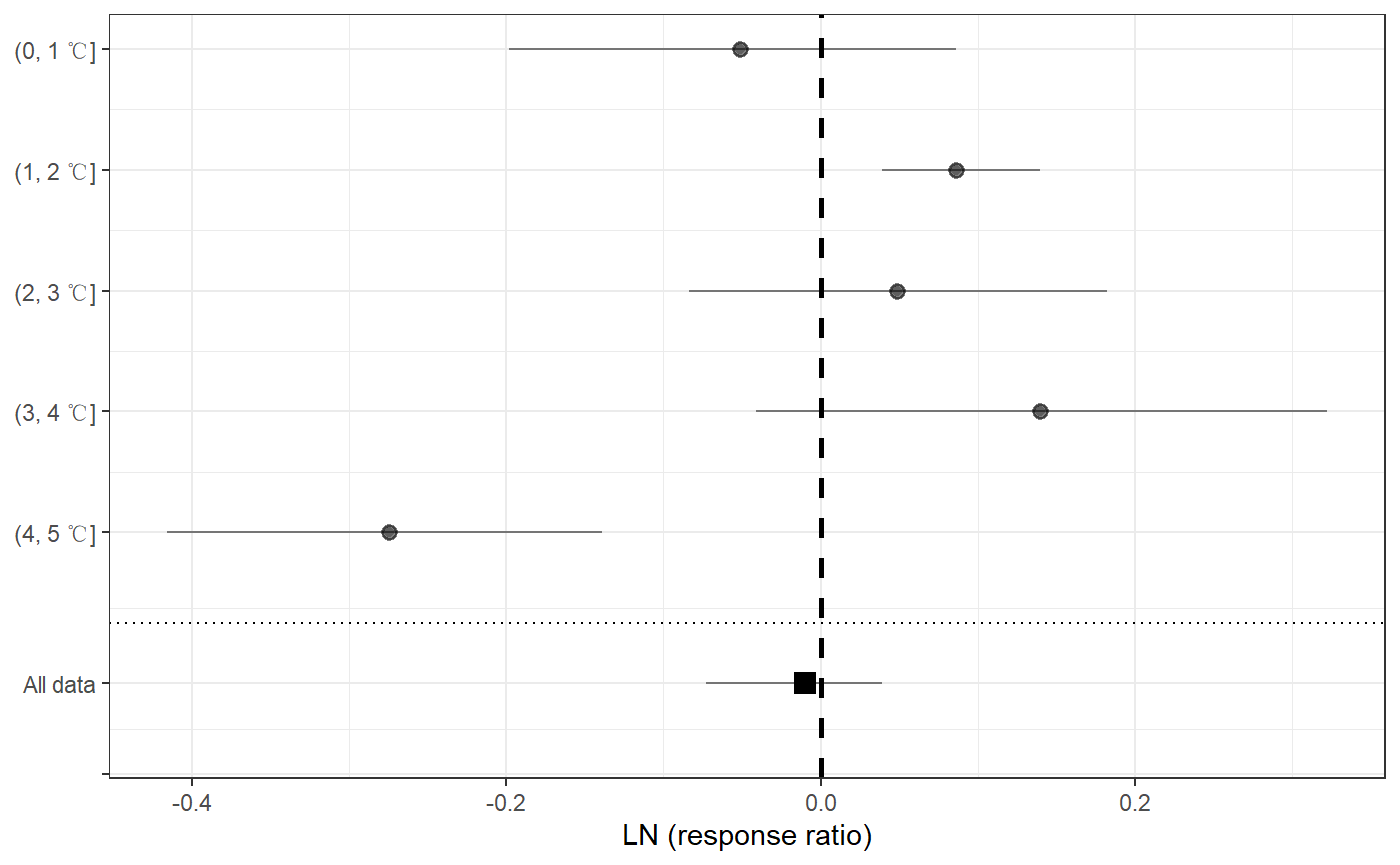 (0, 1 ℃]
(1, 2 ℃]
(2, 3 ℃]
(3, 4 ℃]
(4, 5 ℃]
All data
-0.4 -0.2 0.0 0.2
LN (response ratio)